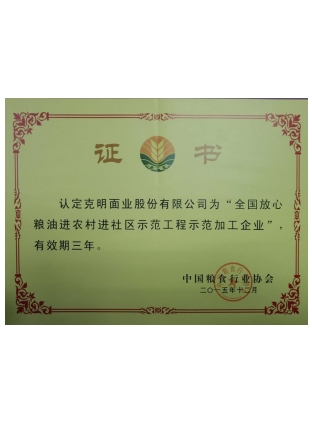 证 书
认定克明面业股份有限公司为“全国放心
粮油进农村进社区示范工程示范加工企业”，
有效期三年。
中国粮食行业协会
二〇一五年十二月